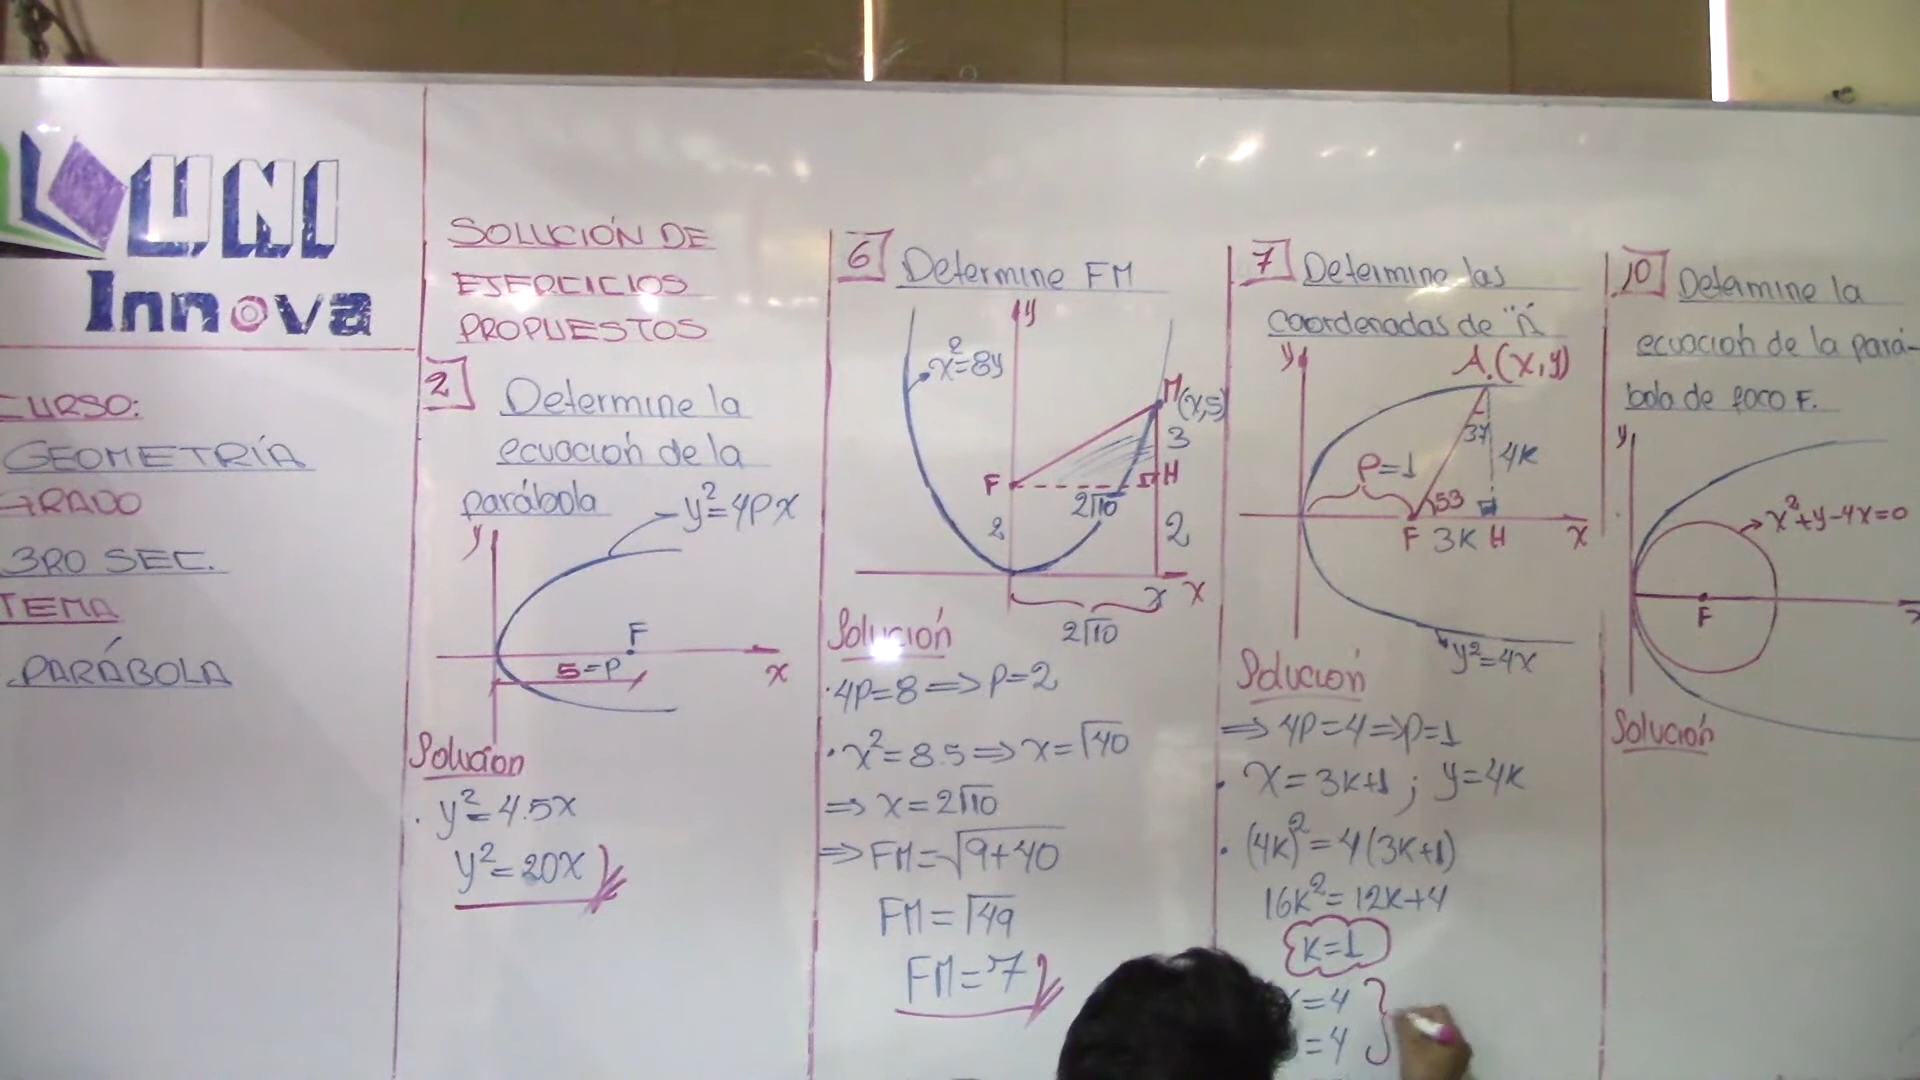 UNI
Innova
CURSO:
GEOMETRÍA
GRADO
3RO SEC.
TEMA
PARÁBOLA
SOLUCIÓN DE
EJERCICIOS
PROPUESTOS
2 Determine la
ecuación de la
parábola
y²=4Px
y
F
5=P
x
Solución
. y²=4.5x
y²=20x
6 Determine FM
y
x²=8y
M(x,5)
3
F
H
2√10
2
2
x
x
2√10
Solución
. 4P=8 ⇒ P=2
. x²=8.5 ⇒ x=√40
⇒ x=2√10
⇒ FM=√9+40
FM=√49
FM=7
7 Determine las
coordenadas de "A
y
A(x,y)
37
4K
P=1
53
F 3K H
x
y²=4x
Solución
⇒ 4P=4 ⇒ P=1
. x=3K+1 ; y=4K
. (4K)²=4(3K+1)
16K²=12K+4
K=1
=4
=4
10 Determine la
ecuación de la pará-
bola de foco F.
y
x²+y-4x=0
F
Solución